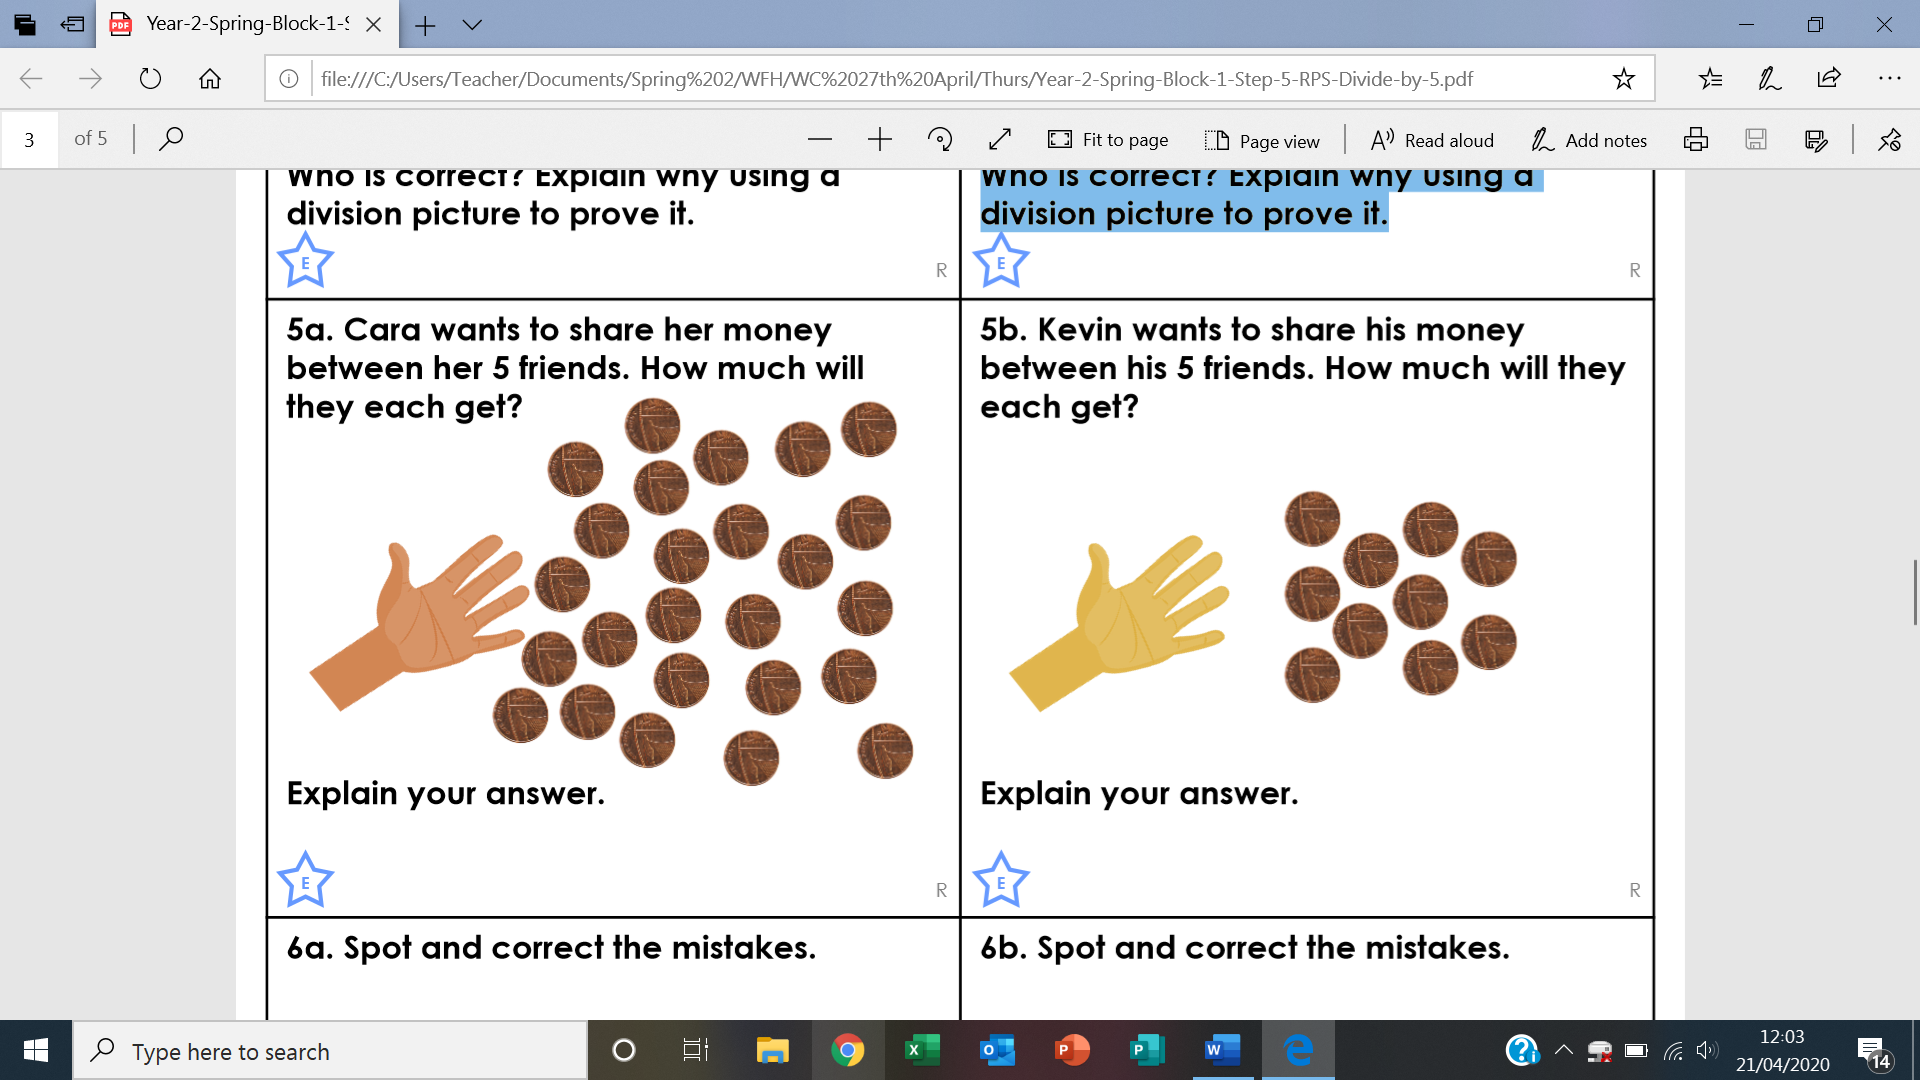 Year-2-Spring-Block-1-S
file:///C:/Users/Teacher/Documents/Spring%202/WFH/WC%2027th%20April/Thurs/Year-2-Spring-Block-1-Step-5-RPS-Divide-by-5.pdf
3 of 5
Fit to page
Page view
Read aloud
Add notes
Who is correct? Explain why using a
division picture to prove it.
E
R
Who is correct? Explain why using a
division picture to prove it.
E
R
5a. Cara wants to share her money
between her 5 friends. How much will
they each get?
Explain your answer.
E
R
5b. Kevin wants to share his money
between his 5 friends. How much will they
each get?
Explain your answer.
E
R
6a. Spot and correct the mistakes.
6b. Spot and correct the mistakes.
Type here to search
12:03
21/04/2020
14